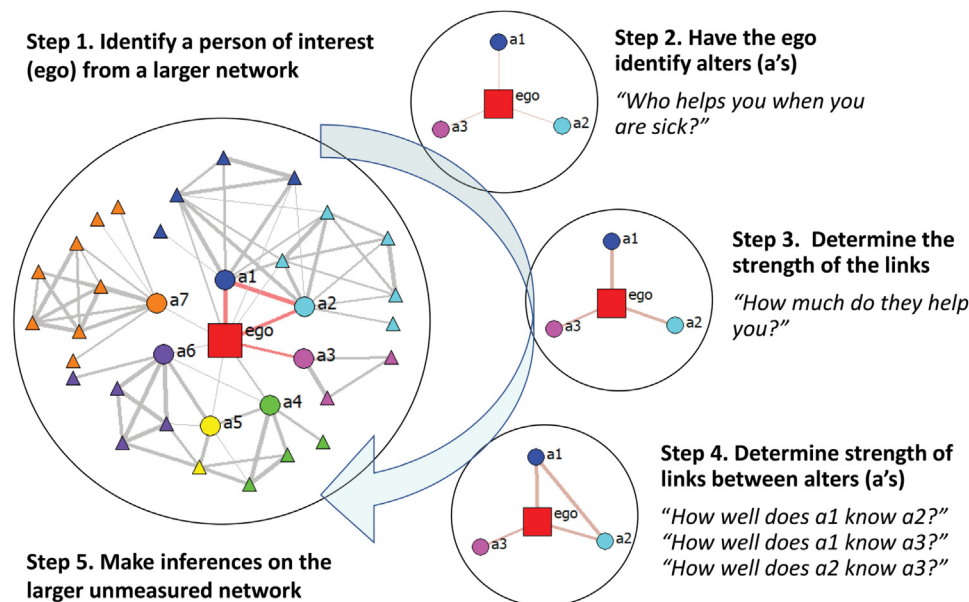 Step 1. Identify a person of interest
(ego) from a larger network
a1
ego
a3
a2
Step 2. Have the ego
identify alters (a's)
“Who helps you when you
are sick?”
a1
a2
a7
ego
a6
a3
a4
a5
a1
ego
a3
a2
Step 3.  Determine the
strength of the links
“How much do they help
you?”
a1
ego
a3
a2
Step 4. Determine strength of
links between alters (a’s)
“How well does a1 know a2?”
“How well does a1 know a3?”
“How well does a2 know a3?”
Step 5. Make inferences on the
larger unmeasured network